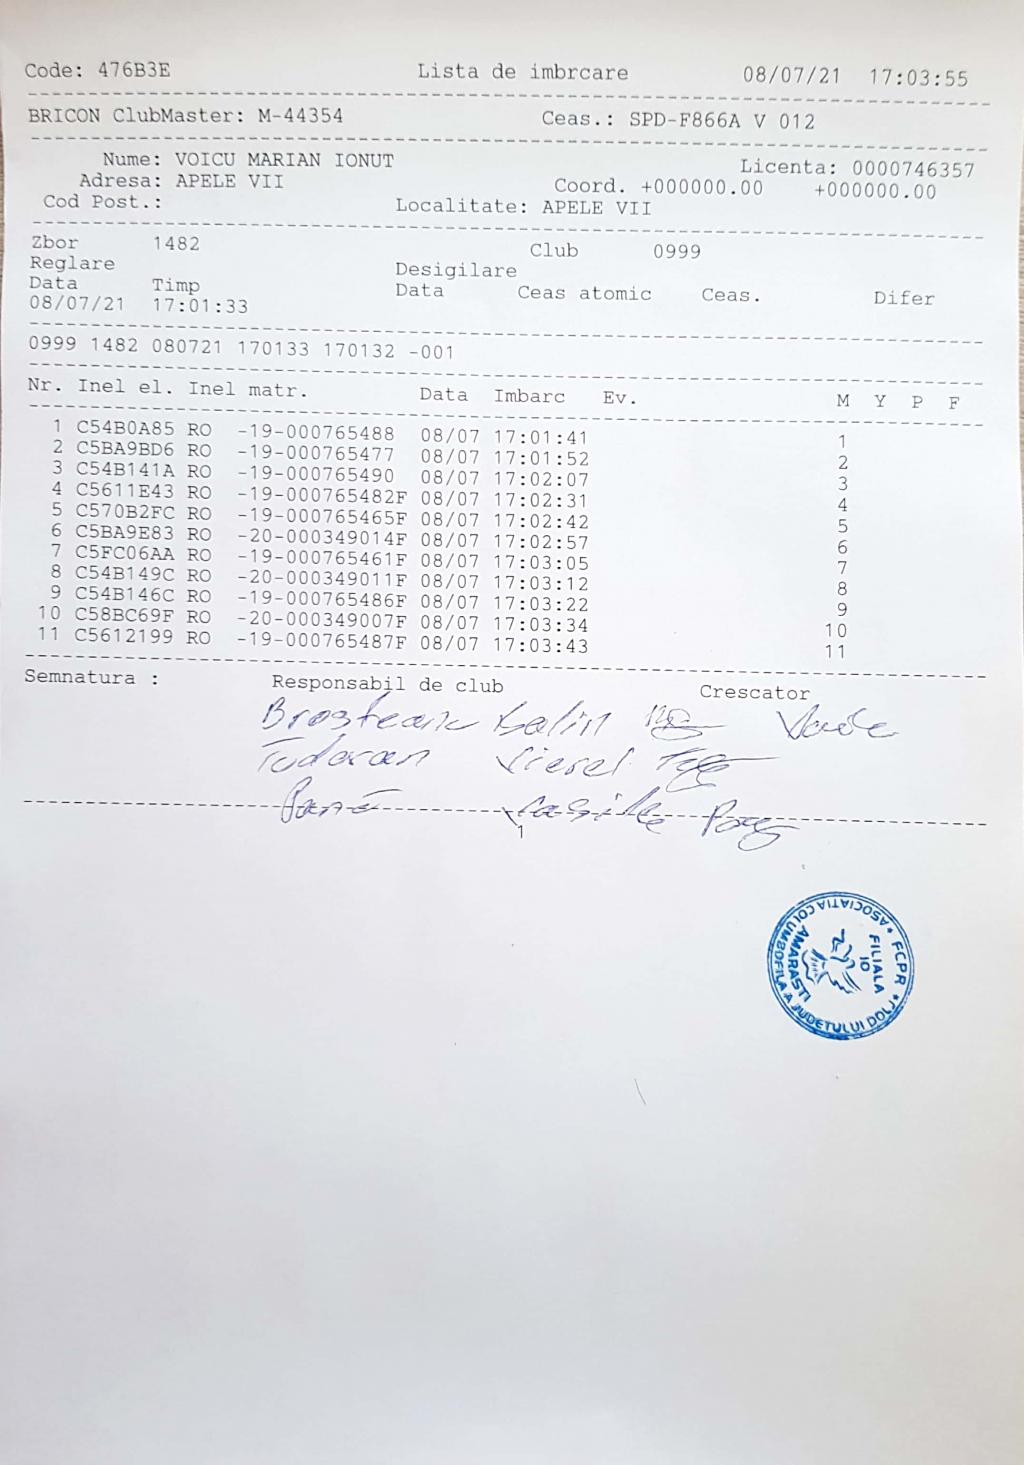 Code: 476B3E Lista de imbrcare 08/07/21 17:03:55
BRICON ClubMaster: M-44354 Ceas.: SPD-F866A V 012
Nume: VOICU MARIAN IONUT Licenta: 0000746357
Adresa: APELE VII Coord. +000000.00 +000000.00
Cod Post.: Localitate: APELE VII
Zbor 1482 Club 0999
Reglare Desigilare
Data Timp Data Ceas atomic Ceas. Difer
08/07/21 17:01:33
0999 1482 080721 170133 170132 -001
Nr. Inel el. Inel matr. Data Imbarc Ev. M Y P F
1 C54B0A85 RO -19-000765488 08/07 17:01:41 1
2 C5BA9BD6 RO -19-000765477 08/07 17:01:52 2
3 C54B141A RO -19-000765490 08/07 17:02:07 3
4 C5611E43 RO -19-000765482F 08/07 17:02:31 4
5 C570B2FC RO -19-000765465F 08/07 17:02:42 5
6 C5BA9E83 RO -20-000349014F 08/07 17:02:57 6
7 C5FC06AA RO -19-000765461F 08/07 17:03:05 7
8 C54B149C RO -20-000349011F 08/07 17:03:12 8
9 C54B146C RO -19-000765486F 08/07 17:03:22 9
10 C58BC69F RO -20-000349007F 08/07 17:03:34 10
11 C5612199 RO -19-000765487F 08/07 17:03:43 11
Semnatura : Responsabil de club Crescator
Brosteanu
Tudoran Viorel
Pană Vasile
1
FCPR * ASOCIATIA COLUMBOFILA A JUDETULUI DOLJ *
FILIALA
10
AMARASTI